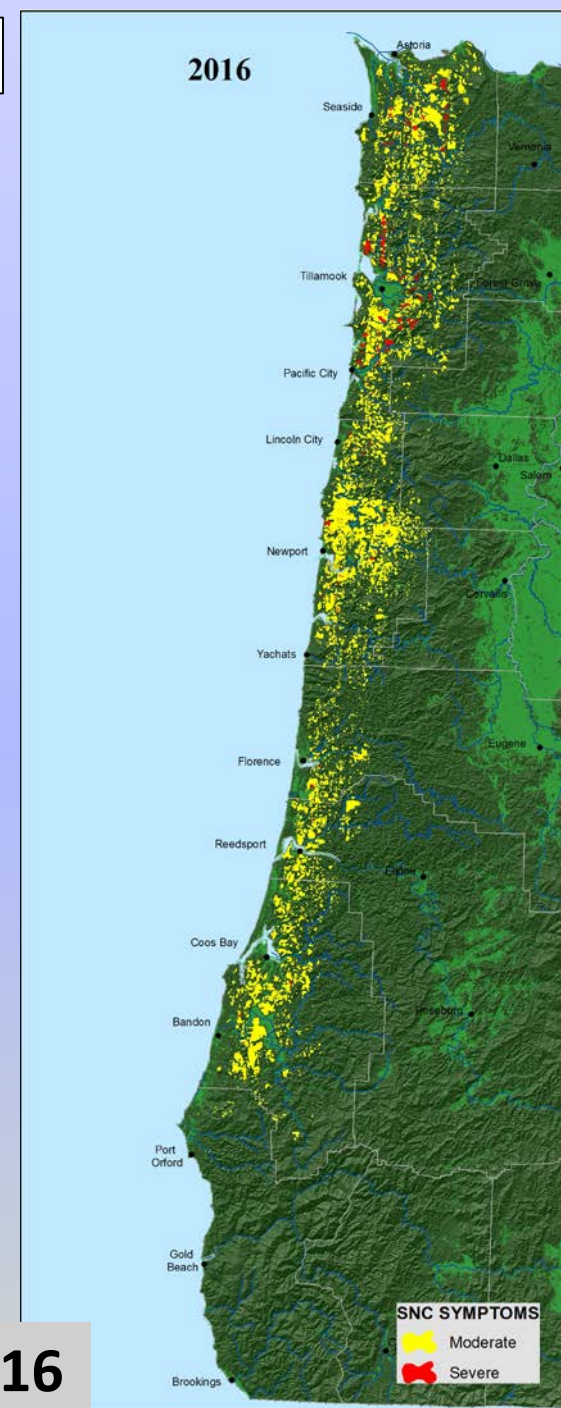 2016
Astoria
Seaside
Vernonia
Tillamook
Forest Grove
Pacific City
Lincoln City
Dallas
Salem
Newport
Corvallis
Yachats
Eugene
Florence
Reedsport
Elkton
Coos Bay
Roseburg
Bandon
Port
Orford
Gold
Beach
SNC SYMPTOMS
Moderate
Severe
16
Brookings